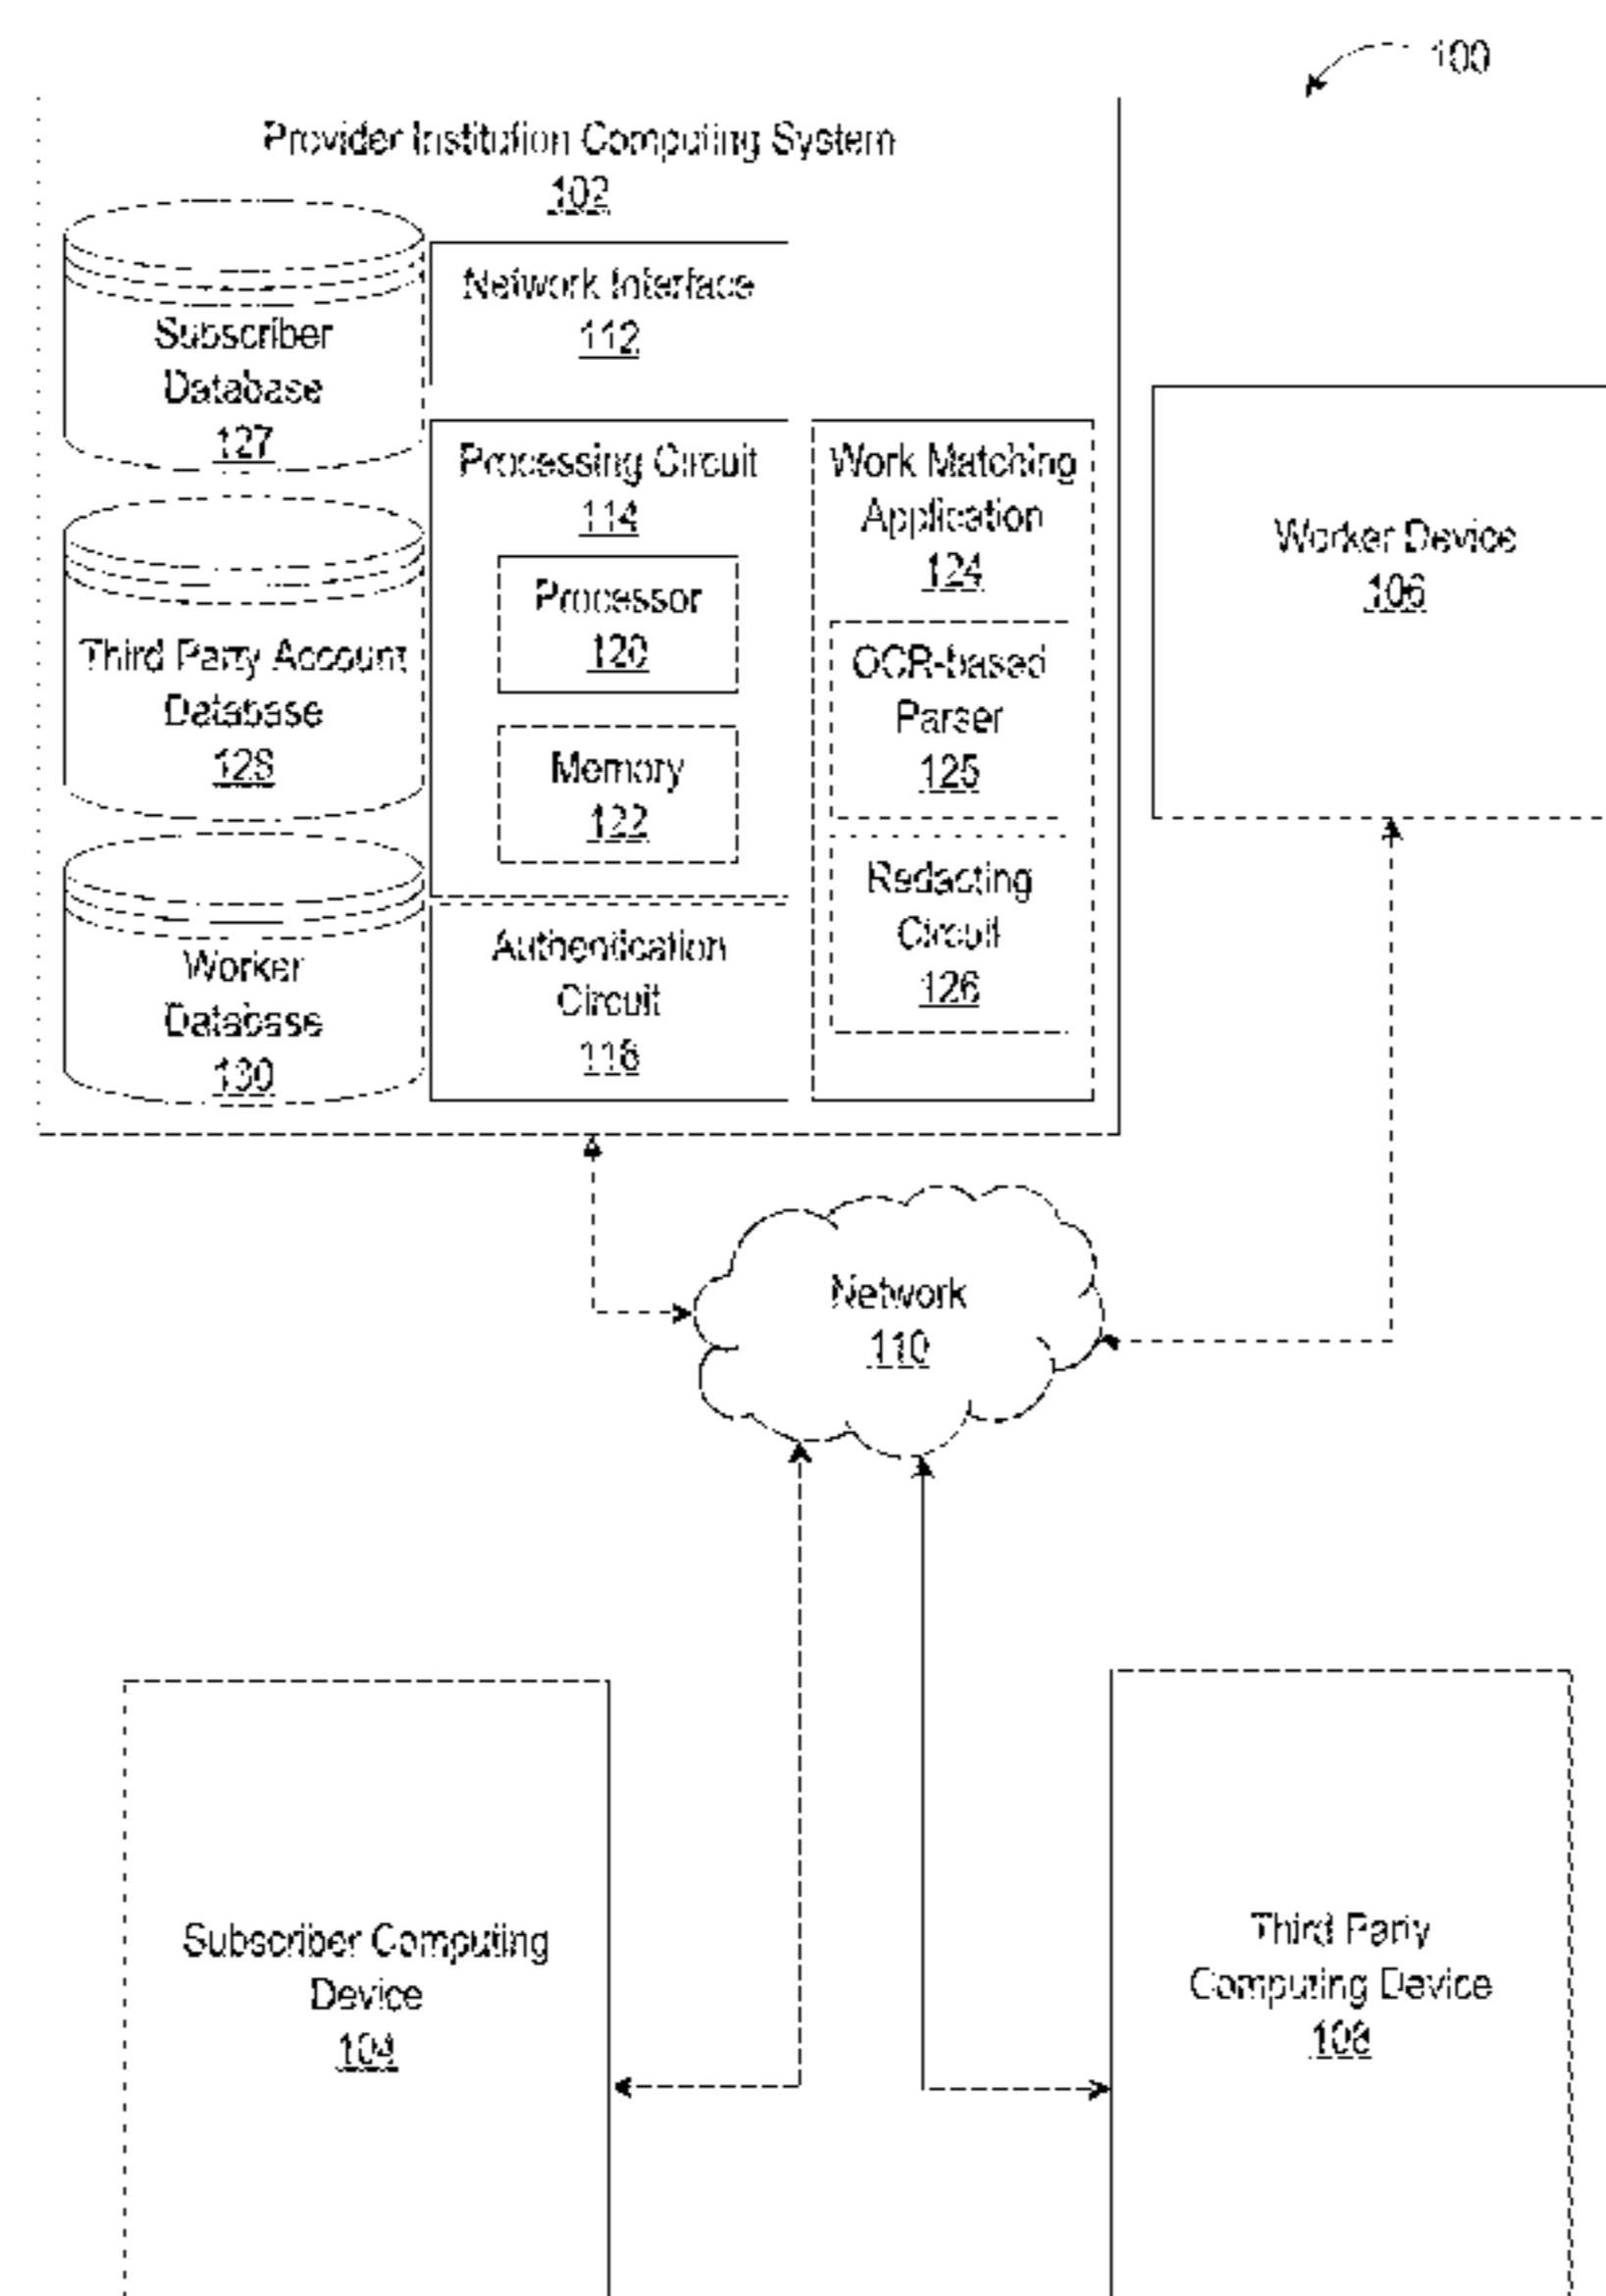 100
Provider Institution Computing System
102
Subscriber
Database
127
Network Interface
112
Third Party Account
Database
128
Processing Circuit
114
Processor
120
Memory
122
Work Matching
Application
124
OCR-based
Parser
125
Redacting
Circuit
126
Worker
Database
130
Authentication
Circuit
Worker Device
106
Network
110
Subscriber Computing
Device
104
Third Party
Computing Device
108